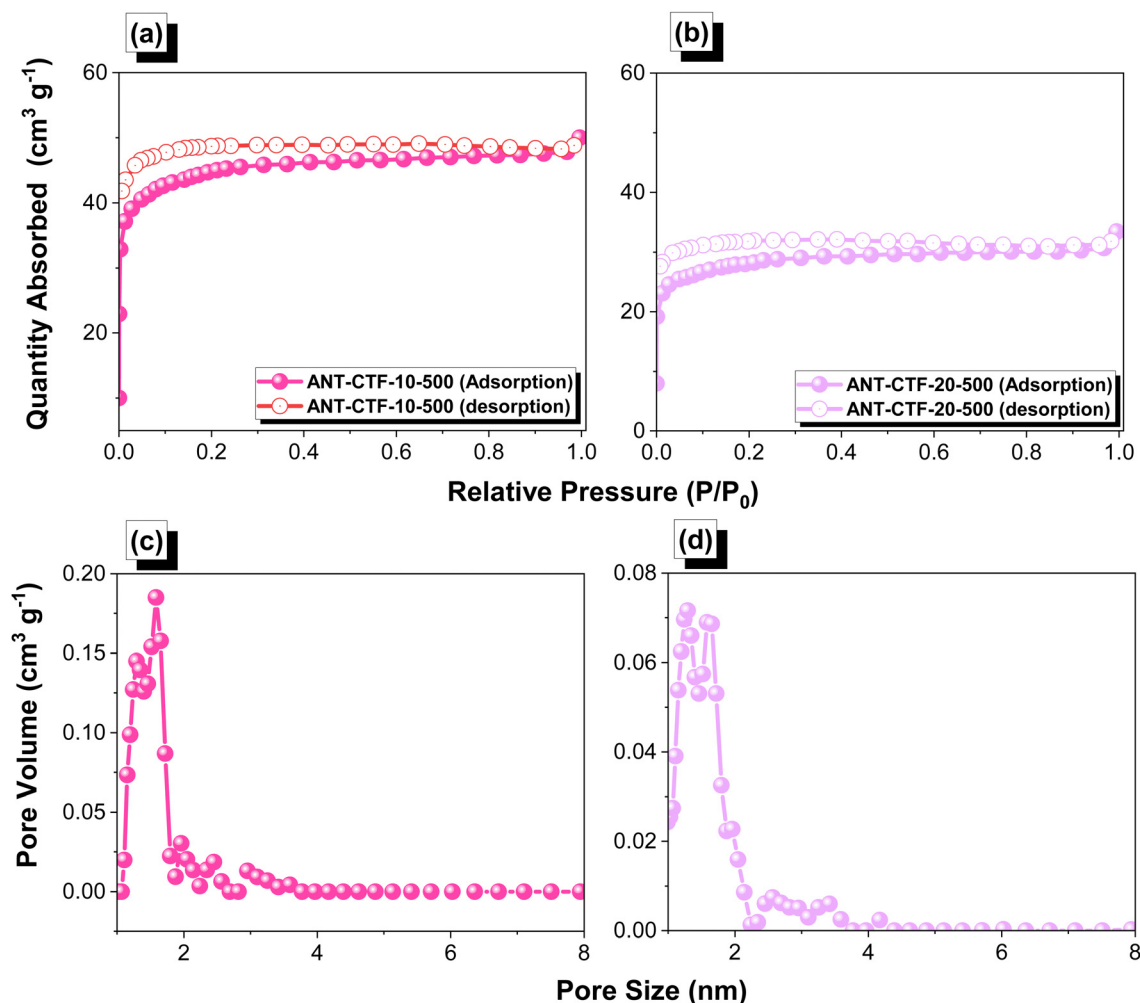 (a)
(b)
Quantity Absorbed (cm³ g⁻¹)
60
40
20
0.0 0.2 0.4 0.6 0.8 1.0
ANT-CTF-10-500 (Adsorption)
ANT-CTF-10-500 (desorption)
60
40
20
0
0.0 0.2 0.4 0.6 0.8 1.0
ANT-CTF-20-500 (Adsorption)
ANT-CTF-20-500 (desorption)
Relative Pressure (P/P₀)
(c)
(d)
Pore Volume (cm³ g⁻¹)
0.20
0.15
0.10
0.05
0.00
2 4 6 8
0.08
0.06
0.04
0.02
0.00
2 4 6 8
Pore Size (nm)